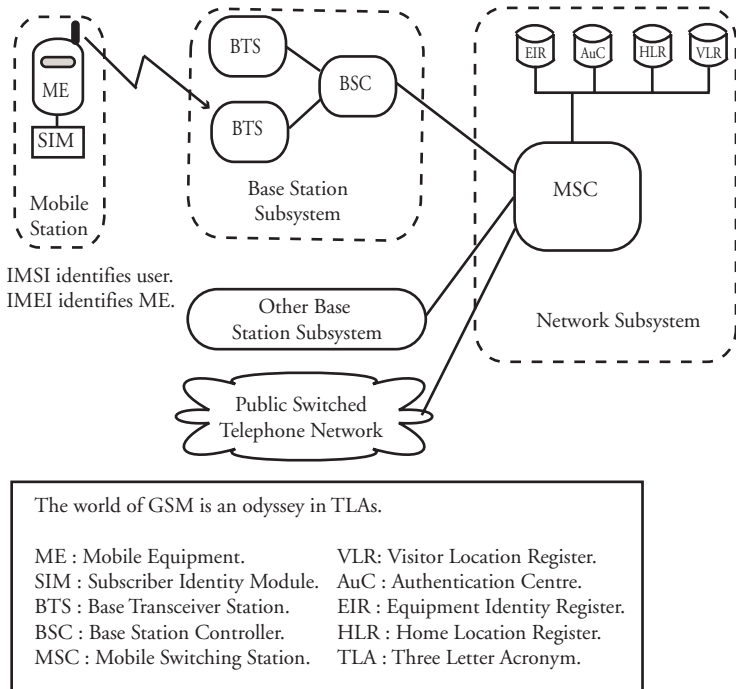 BTS
EIR
AuC
HLR
VLR
ME
BSC
BTS
SIM
MSC
Mobile
Station
Base Station
Subsystem
IMSI identifies user.
IMEI identifies ME.
Other Base
Station Subsystem
Network Subsystem
Public Switched
Telephone Network
The world of GSM is an odyssey in TLAs.
ME : Mobile Equipment.
SIM : Subscriber Identity Module.
BTS : Base Transceiver Station.
BSC : Base Station Controller.
MSC : Mobile Switching Station.
VLR: Visitor Location Register.
AuC : Authentication Centre.
EIR : Equipment Identity Register.
HLR : Home Location Register.
TLA : Three Letter Acronym.